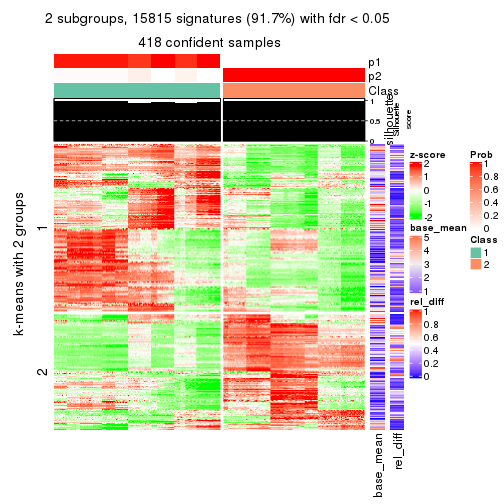 2 subgroups, 15815 signatures (91.7%) with fdr < 0.05
418 confident samples
p1
p2
Class
1
0.5
0
silhouette
Silhouette
score
k-means with 2 groups
1
2
z-score
2
1
0
-1
-2
base_mean
5
4
3
2
1
rel_diff
1
0.8
0.6
0.4
0.2
0
Prob
1
0.8
0.6
0.4
0.2
0
Class
1
2
base_mean
rel_diff